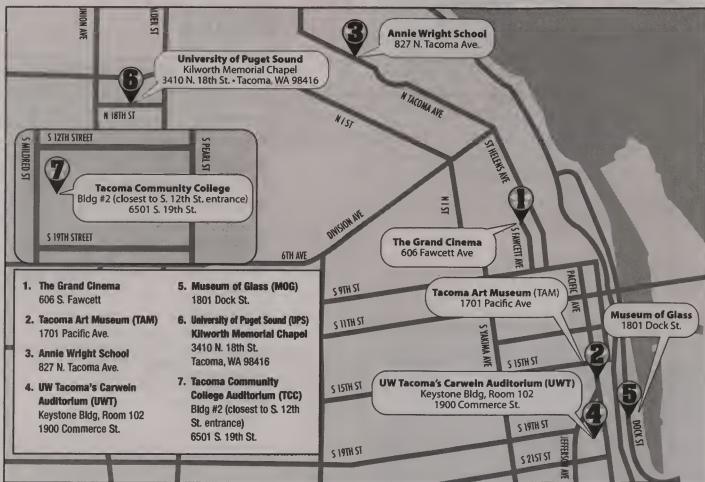 UNION AVE
ALDER ST
3
Annie Wright School
827 N. Tacoma Ave.
University of Puget Sound
Kilworth Memorial Chapel
3410 N. 18th St. • Tacoma, WA 98416
6
N 18TH ST
N I ST
N TACOMA AVE
S 12TH STREET
S MILDRED ST
S PEARL ST
7
Tacoma Community College
Bldg #2 (closest to S. 12th St. entrance)
6501 S. 19th St.
S 19TH STREET
DIVISION AVE
6TH AVE
N I ST
ST HELENS AVE
1
S FAWCETT AVE
The Grand Cinema
606 Fawcett Ave
PACIFIC AVE
S 9TH ST
S 11TH ST
Tacoma Art Museum (TAM)
1701 Pacific Ave
Museum of Glass
1801 Dock St.
S YAKIMA AVE
S 15TH ST
S 15TH ST
2
UW Tacoma's Carwein Auditorium (UWT)
Keystone Bldg, Room 102
1900 Commerce St.
4
5
DOCK ST
S 19TH ST
S 19TH ST
JEFFERSON AVE
S 21ST ST
1. The Grand Cinema
606 S. Fawcett
2. Tacoma Art Museum (TAM)
1701 Pacific Ave.
3. Annie Wright School
827 N. Tacoma Ave.
4. UW Tacoma's Carwein
Auditorium (UWT)
Keystone Bldg, Room 102
1900 Commerce St.
5. Museum of Glass (MOG)
1801 Dock St.
6. University of Puget Sound (UPS)
Kilworth Memorial Chapel
3410 N. 18th St.
Tacoma, WA 98416
7. Tacoma Community
College Auditorium (TCC)
Bldg #2 (closest to S. 12th
St. entrance)
6501 S. 19th St.